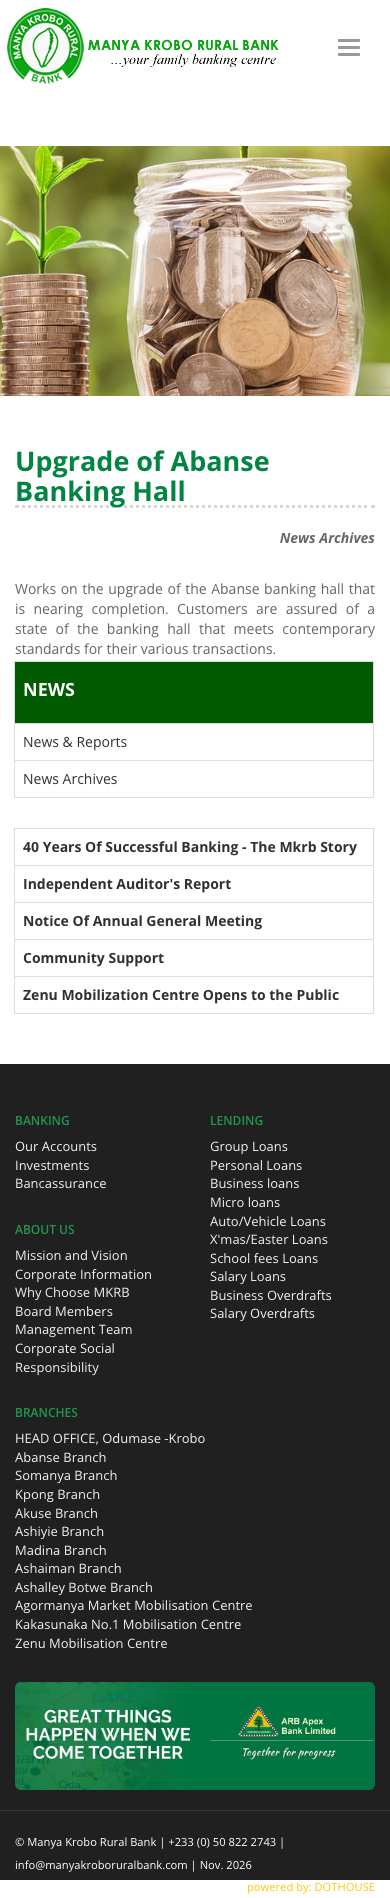 MANYA KROBO RURAL
BANK
MANYA KROBO RURAL BANK
...your family banking centre
Upgrade of Abanse
Banking Hall
News Archives
Works on the upgrade of the Abanse banking hall that
is nearing completion. Customers are assured of a
state of the banking hall that meets contemporary
standards for their various transactions.
NEWS
News & Reports
News Archives
40 Years Of Successful Banking - The Mkrb Story
Independent Auditor's Report
Notice Of Annual General Meeting
Community Support
Zenu Mobilization Centre Opens to the Public
BANKING
Our Accounts
Investments
Bancassurance
ABOUT US
Mission and Vision
Corporate Information
Why Choose MKRB
Board Members
Management Team
Corporate Social
Responsibility
LENDING
Group Loans
Personal Loans
Business loans
Micro loans
Auto/Vehicle Loans
X'mas/Easter Loans
School fees Loans
Salary Loans
Business Overdrafts
Salary Overdrafts
BRANCHES
HEAD OFFICE, Odumase -Krobo
Abanse Branch
Somanya Branch
Kpong Branch
Akuse Branch
Ashiyie Branch
Madina Branch
Ashaiman Branch
Ashalley Botwe Branch
Agormanya Market Mobilisation Centre
Kakasunaka No.1 Mobilisation Centre
Zenu Mobilisation Centre
GREAT THINGS
HAPPEN WHEN WE
COME TOGETHER
ARB Apex
Bank Limited
Together for progress
© Manya Krobo Rural Bank | +233 (0) 50 822 2743 |
info@manyakroboruralbank.com | Nov. 2026
powered by: DOTHOUSE